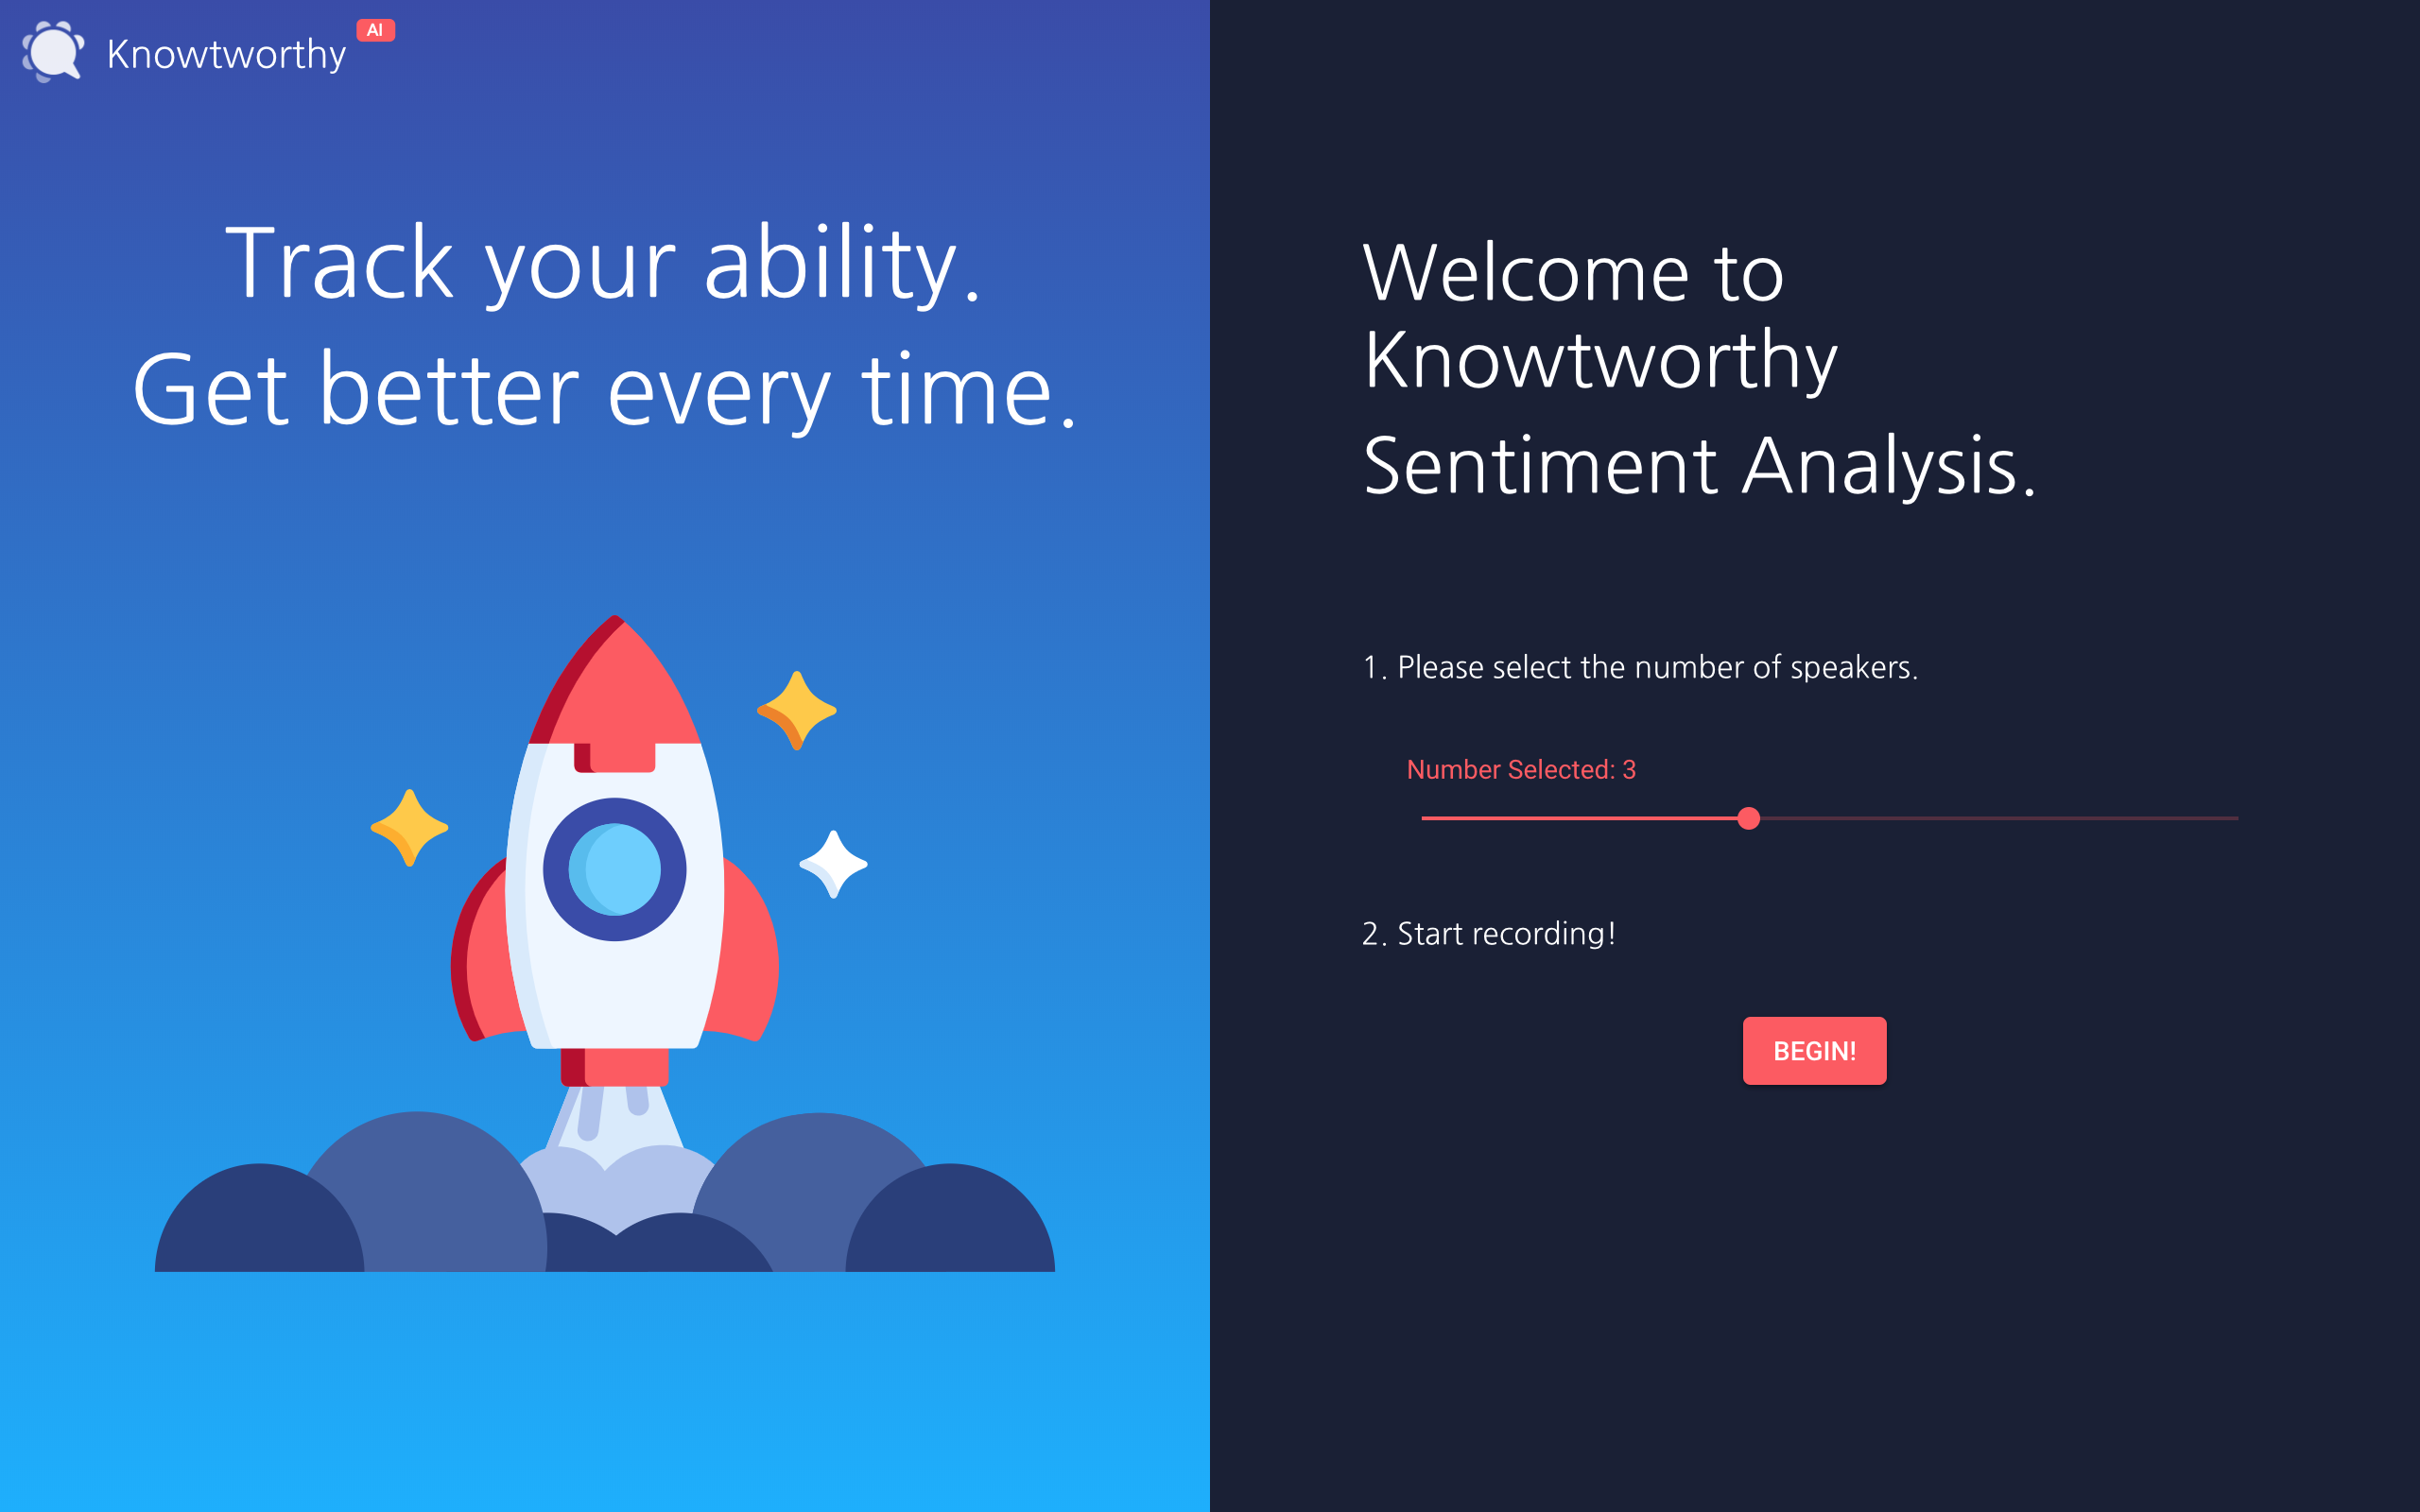 Knowtworthy
AI
Track your ability.
Get better every time.
Welcome to
Knowtworthy
Sentiment Analysis.
1. Please select the number of speakers.
Number Selected: 3
2. Start recording!
BEGIN!